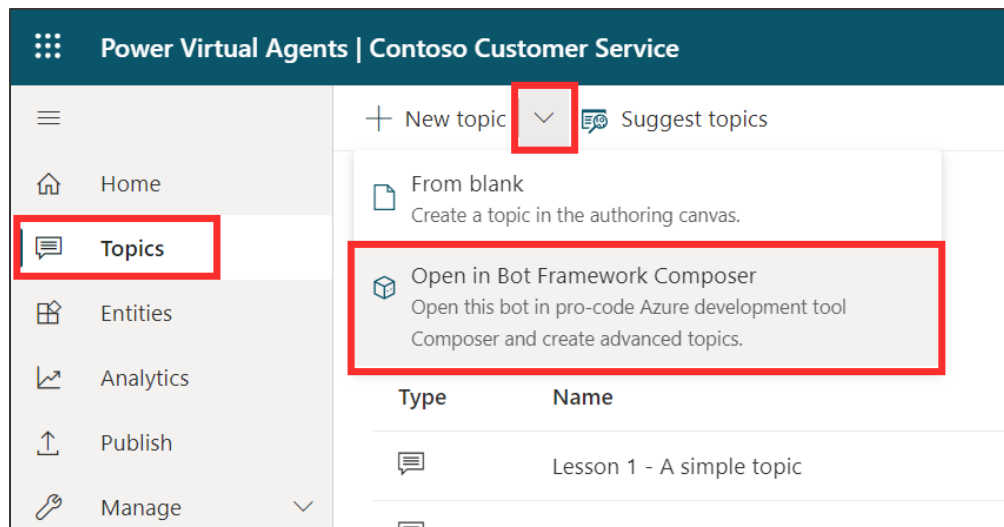 Power Virtual Agents | Contoso Customer Service
New topic
Suggest topics
Home
From blank
Create a topic in the authoring canvas.
Topics
Open in Bot Framework Composer
Open this bot in pro-code Azure development tool
Composer and create advanced topics.
Entities
Analytics
Type Name
Publish
Lesson 1 - A simple topic
Manage